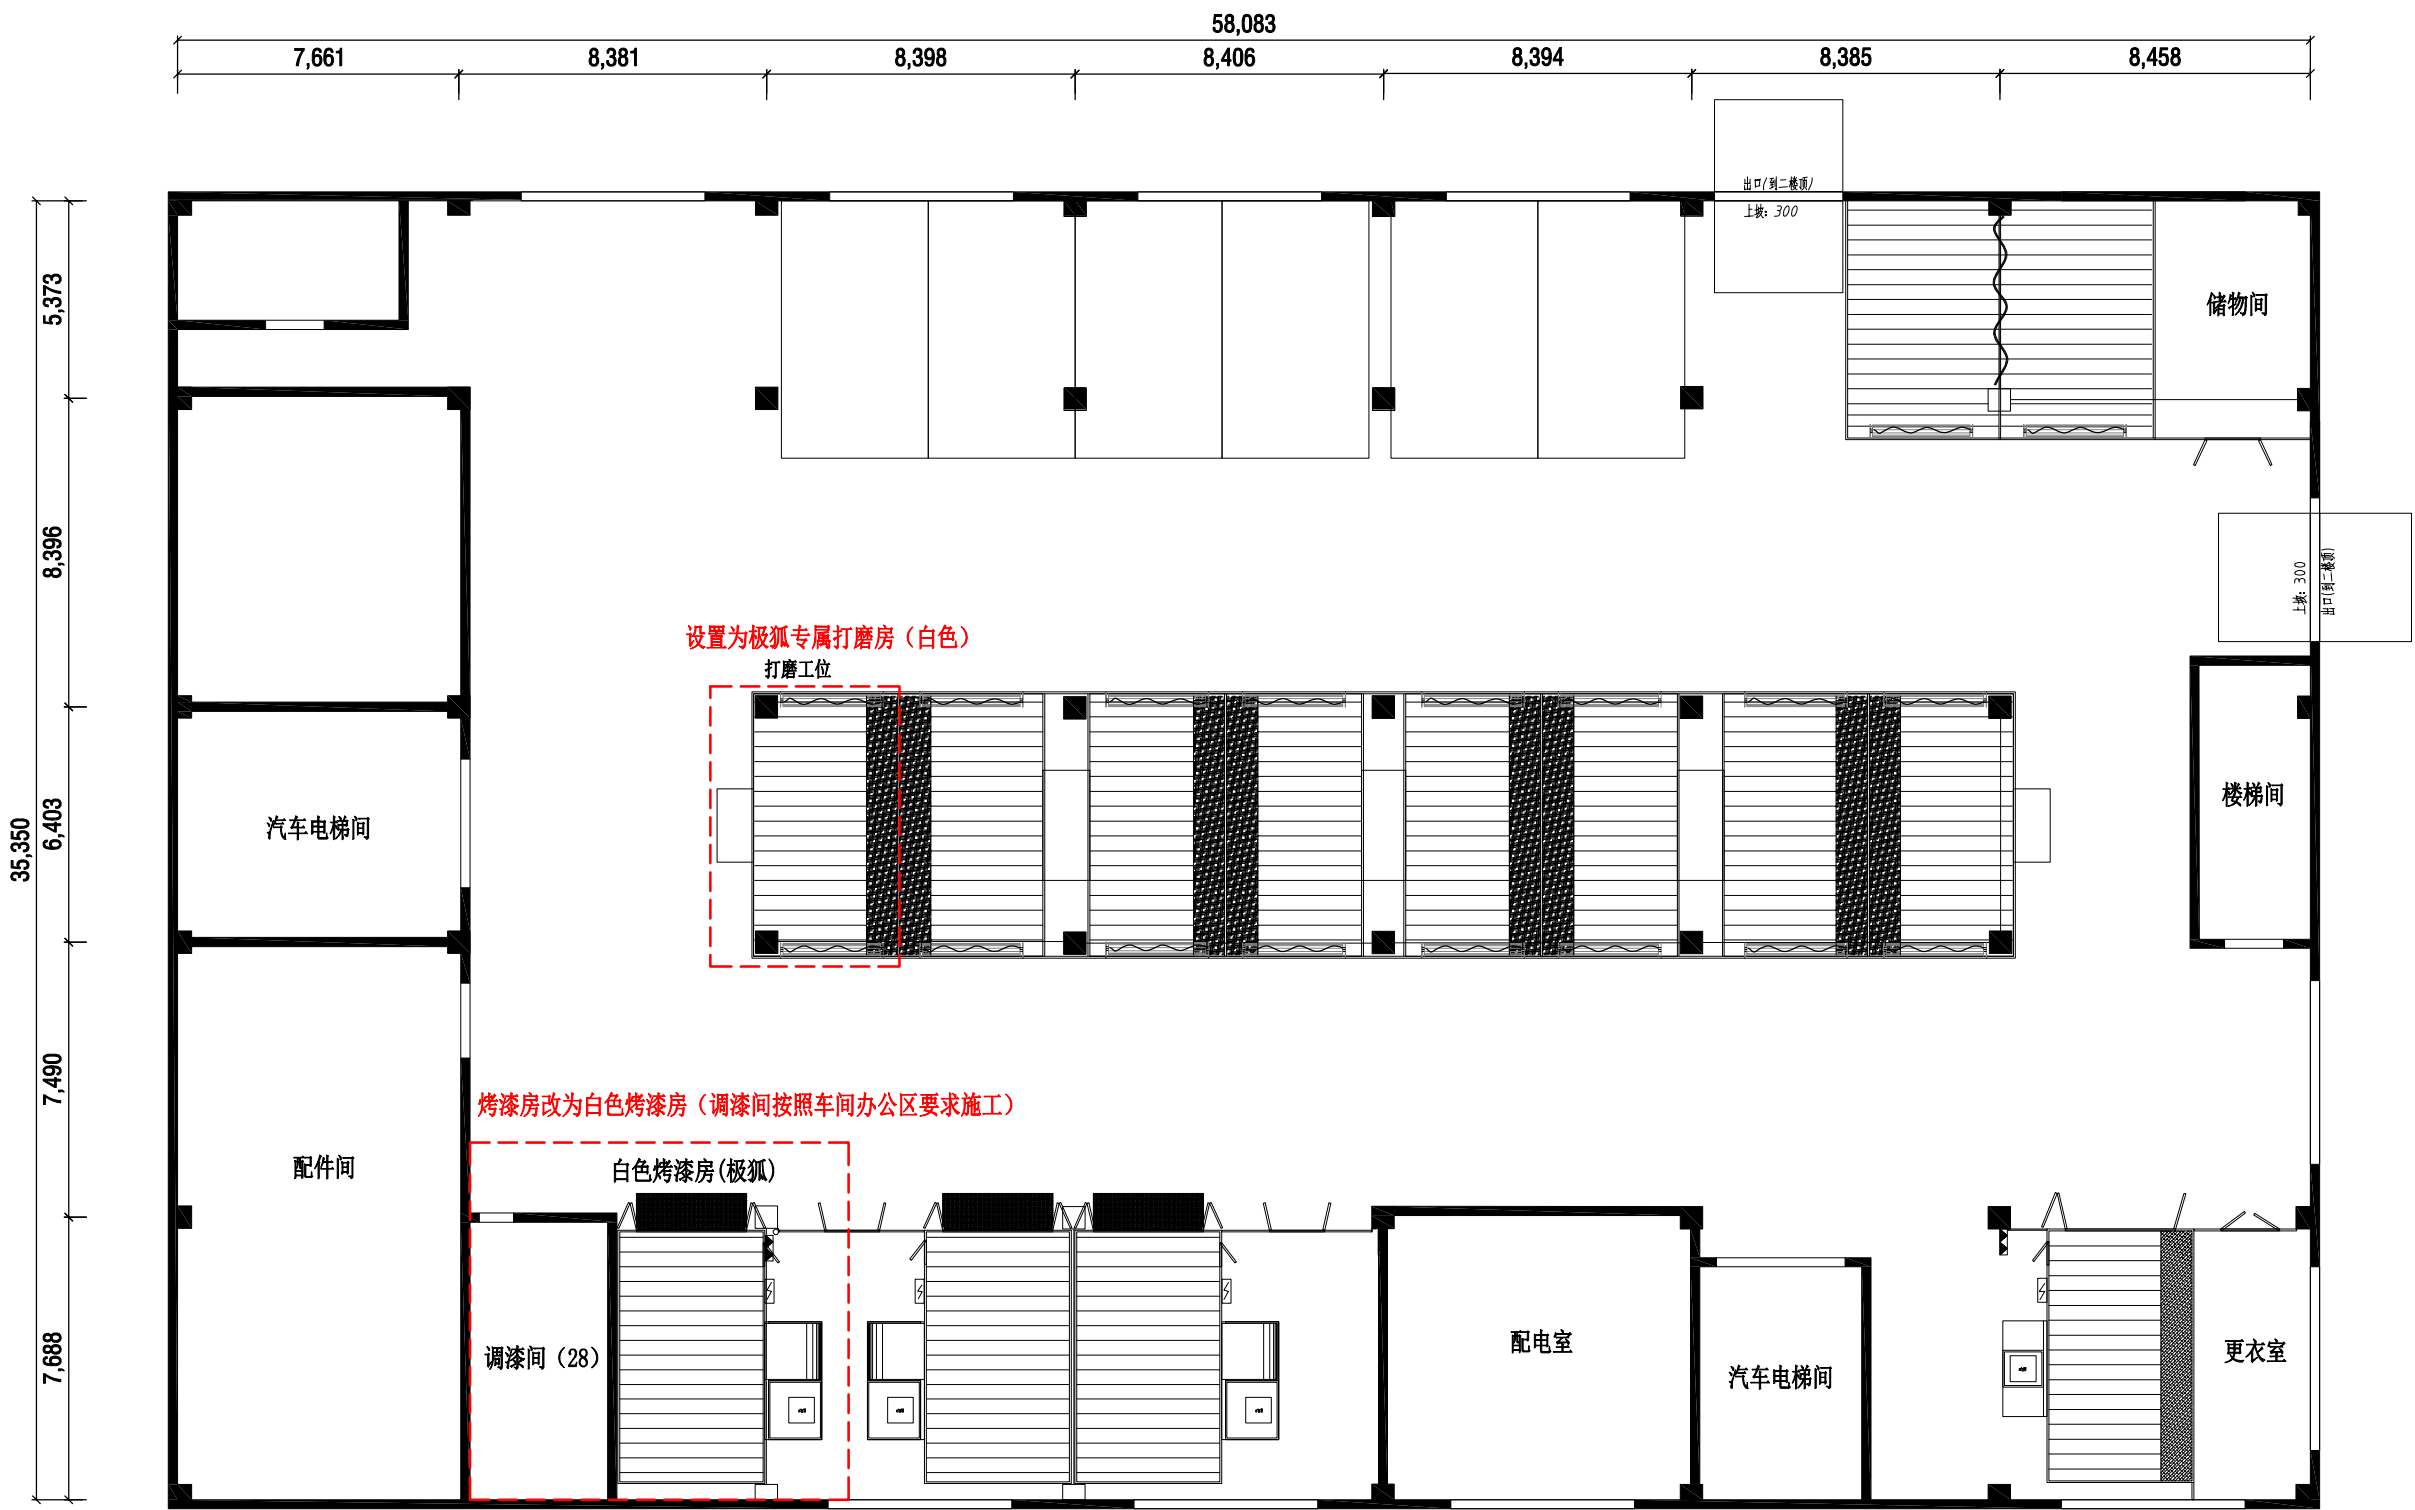 58,083
7,661
8,381
8,398
8,406
8,394
8,385
8,458
出口(到二楼顶)
上坡: 300
5,373
储物间
8,396
上坡: 300
出口(到二楼顶)
设置为极狐专属打磨房（白色）
打磨工位
楼梯间
6,403
汽车电梯间
35,350
7,490
烤漆房改为白色烤漆房（调漆间按照车间办公区要求施工）
配件间
白色烤漆房(极狐)
7,688
调漆间（28）
配电室
汽车电梯间
更衣室